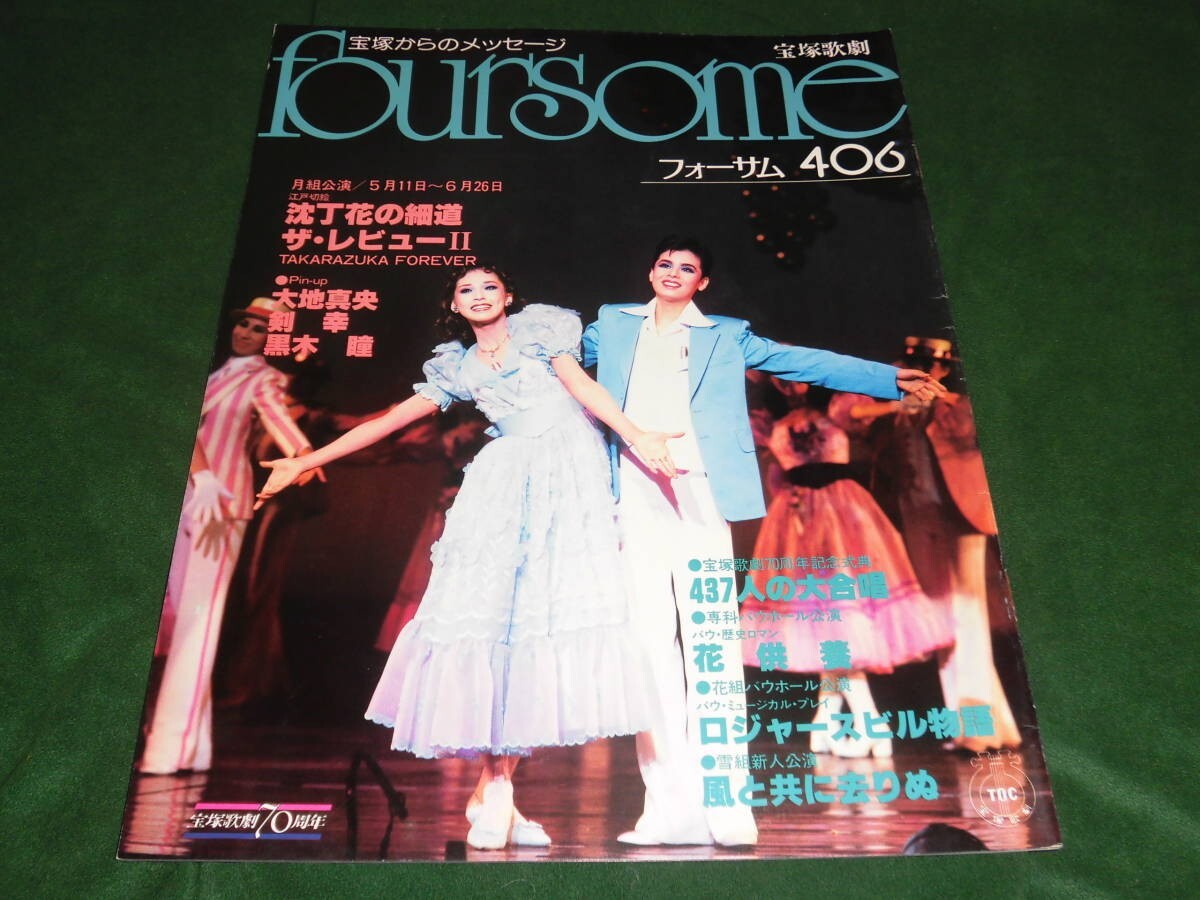 宝塚からのメッセージ
宝塚歌劇
foursome
フォーサム 406
月組公演/5月11日～6月26日
江戸切絵
沈丁花の細道
ザ・レビューII
TAKARAZUKA FOREVER
●Pin-up
大地真央
剣 幸
黒木 瞳
●宝塚歌劇70周年記念式典
437人の大合唱
●専科バウホール公演
バウ・歴史ロマン
花供養
●花組バウホール公演
バウ・ミュージカル・プレイ
ロジャースビル物語
●雪組新人公演
風と共に去りぬ
TOC
宝塚歌劇
宝塚歌劇70周年